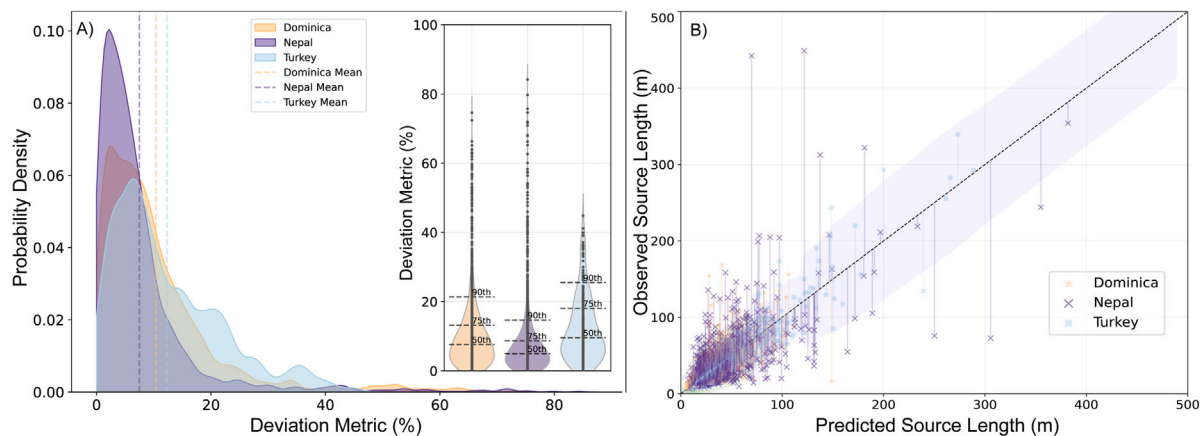 A)
Dominica
Nepal
Turkey
Dominica Mean
Nepal Mean
Turkey Mean
Probability Density
0.10
0.08
0.06
0.04
0.02
0.00
0
20
40
60
80
Deviation Metric (%)
Deviation Metric (%)
100
80
60
40
20
0
90th
75th
50th
90th
75th
50th
90th
75th
50th
B)
Observed Source Length (m)
500
400
300
200
100
0
0
100
200
300
400
500
Predicted Source Length (m)
Dominica
Nepal
Turkey